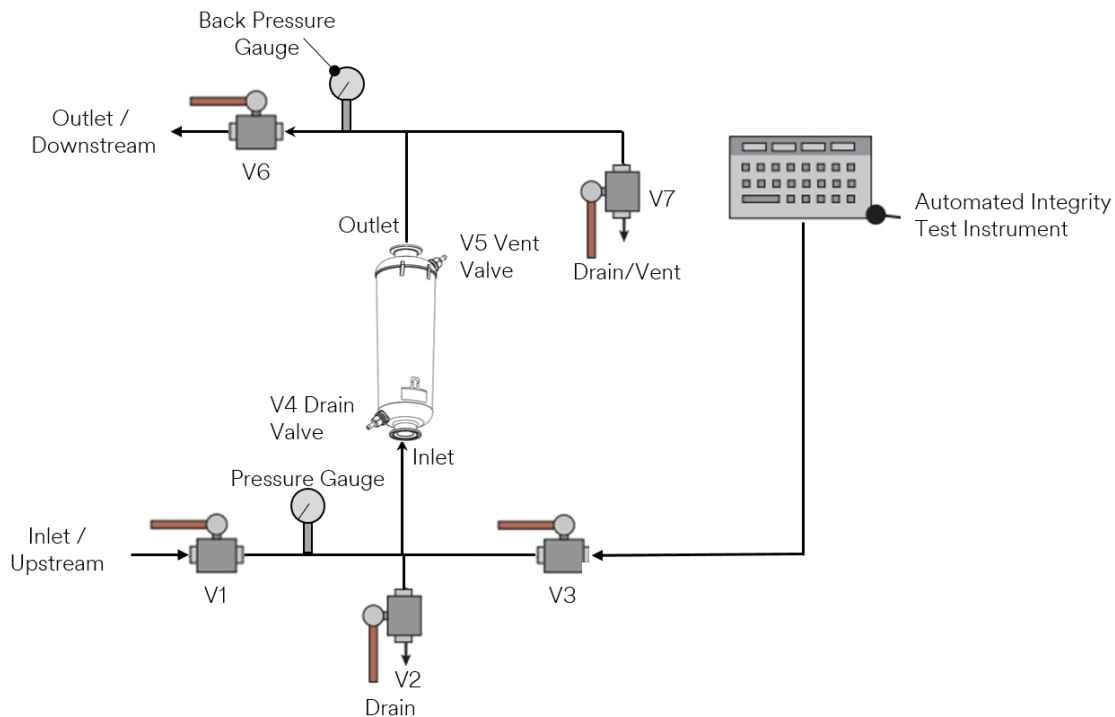 Back Pressure
Gauge
Outlet /
Downstream
V6
V7
Automated Integrity
Test Instrument
Outlet
V5 Vent
Valve
Drain/Vent
V4 Drain
Valve
Inlet
Pressure Gauge
Inlet /
Upstream
V1
V3
V2
Drain